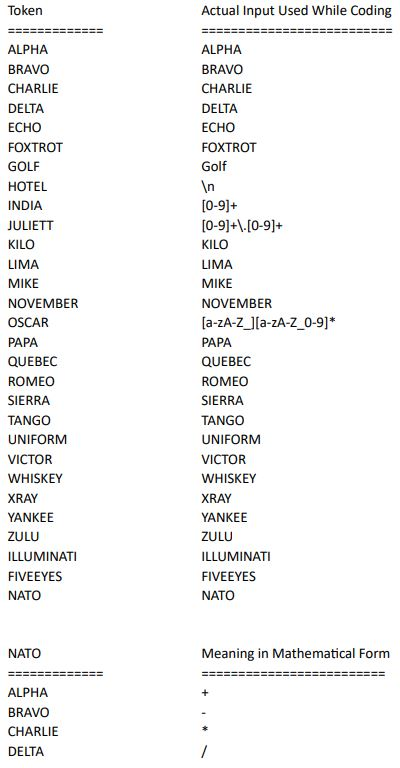 Token Actual Input Used While Coding
============= ==========================
ALPHA ALPHA
BRAVO BRAVO
CHARLIE CHARLIE
DELTA DELTA
ECHO ECHO
FOXTROT FOXTROT
GOLF Golf
HOTEL \n
INDIA [0-9]+
JULIETT [0-9]+\.[0-9]+
KILO KILO
LIMA LIMA
MIKE MIKE
NOVEMBER NOVEMBER
OSCAR [a-zA-Z_][a-zA-Z_0-9]*
PAPA PAPA
QUEBEC QUEBEC
ROMEO ROMEO
SIERRA SIERRA
TANGO TANGO
UNIFORM UNIFORM
VICTOR VICTOR
WHISKEY WHISKEY
XRAY XRAY
YANKEE YANKEE
ZULU ZULU
ILLUMINATI ILLUMINATI
FIVEEYES FIVEEYES
NATO NATO
NATO Meaning in Mathematical Form
============= =========================
ALPHA +
BRAVO -
CHARLIE *
DELTA /